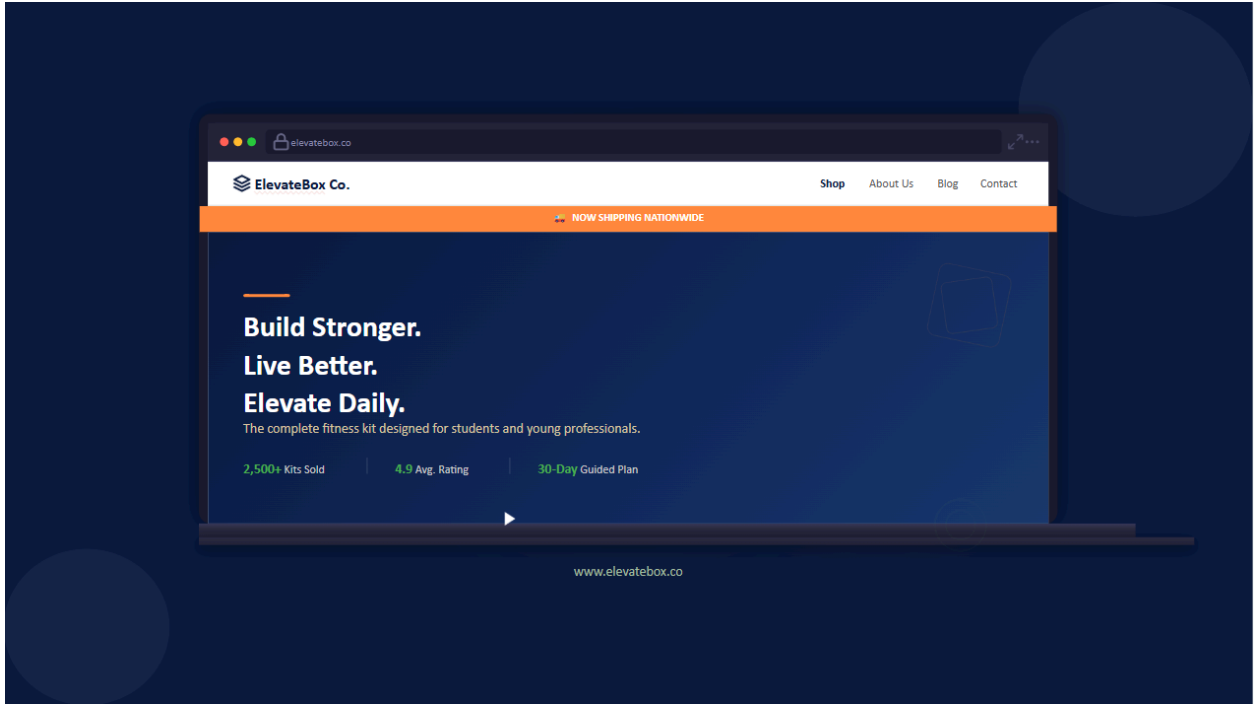 elevatebox.co
ElevateBox Co.
Shop About Us Blog Contact
NOW SHIPPING NATIONWIDE
Build Stronger.
Live Better.
Elevate Daily.
The complete fitness kit designed for students and young professionals.
2,500+ Kits Sold 4.9 Avg. Rating 30-Day Guided Plan
www.elevatebox.co